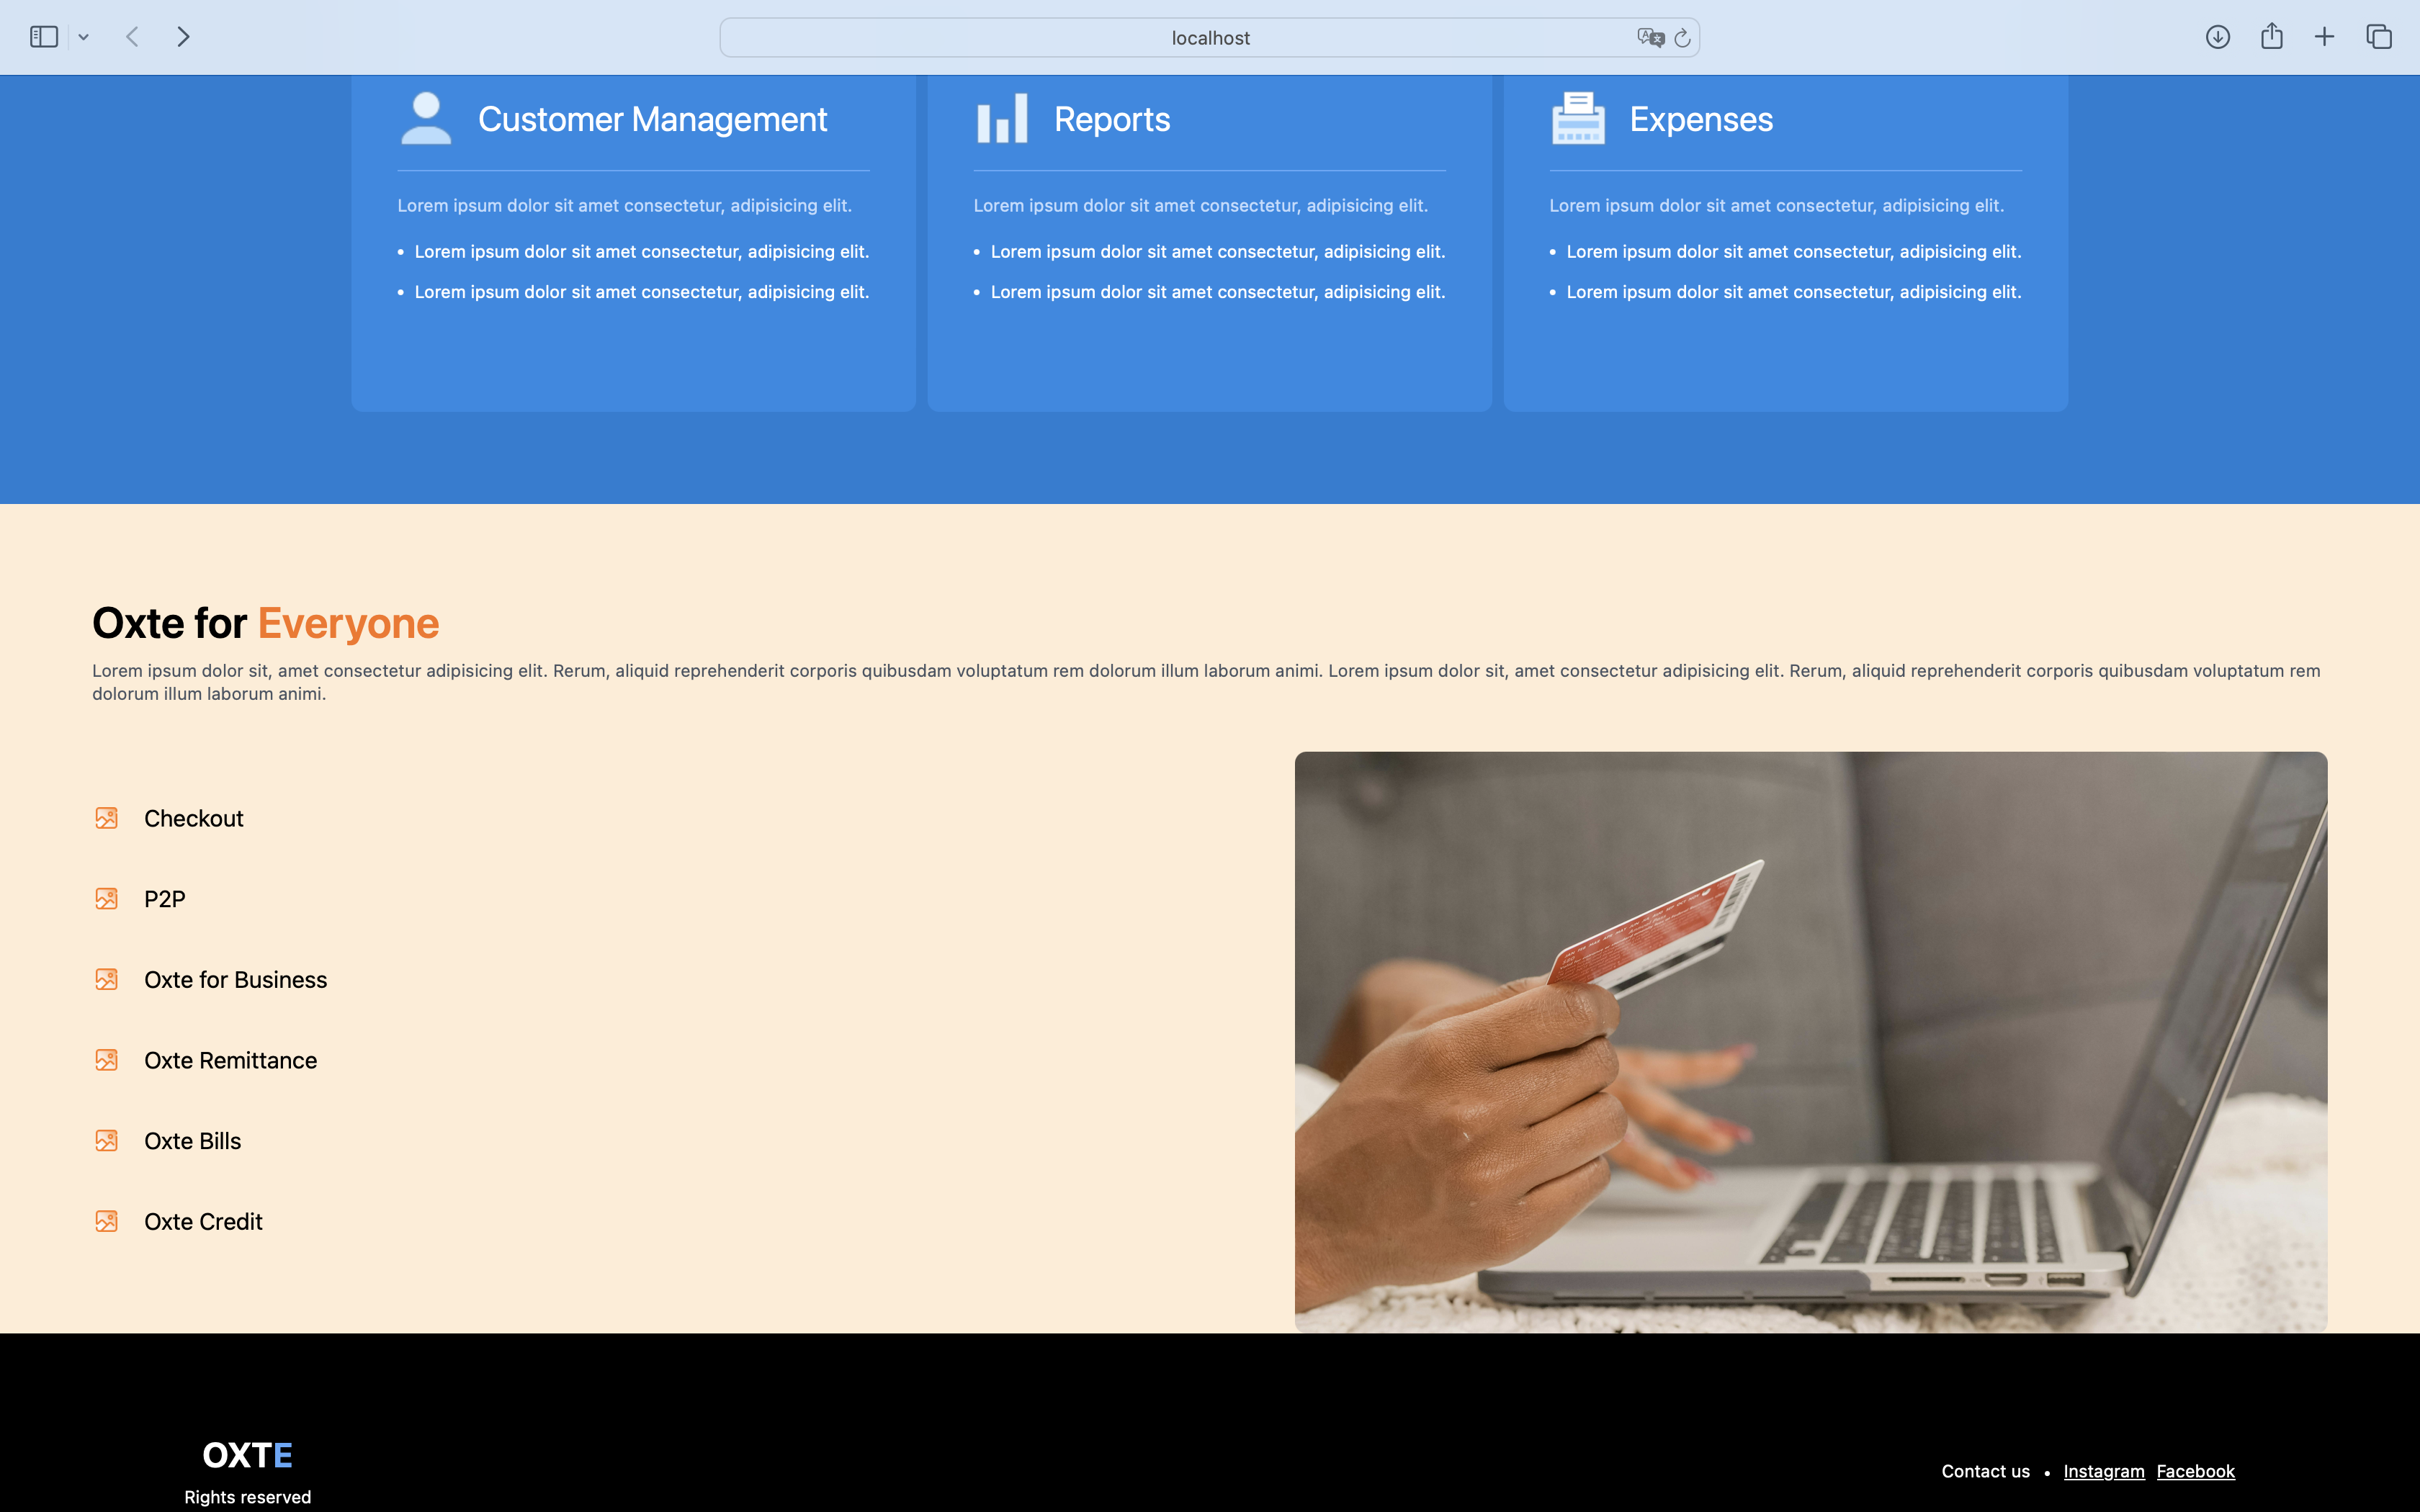 localhost
Customer Management
Reports
Expenses
Lorem ipsum dolor sit amet consectetur, adipisicing elit.
Lorem ipsum dolor sit amet consectetur, adipisicing elit.
Lorem ipsum dolor sit amet consectetur, adipisicing elit.
• Lorem ipsum dolor sit amet consectetur, adipisicing elit.
• Lorem ipsum dolor sit amet consectetur, adipisicing elit.
• Lorem ipsum dolor sit amet consectetur, adipisicing elit.
• Lorem ipsum dolor sit amet consectetur, adipisicing elit.
• Lorem ipsum dolor sit amet consectetur, adipisicing elit.
• Lorem ipsum dolor sit amet consectetur, adipisicing elit.
Oxte for Everyone
Lorem ipsum dolor sit, amet consectetur adipisicing elit. Rerum, aliquid reprehenderit corporis quibusdam voluptatum rem dolorum illum laborum animi. Lorem ipsum dolor sit, amet consectetur adipisicing elit. Rerum, aliquid reprehenderit corporis quibusdam voluptatum rem
dolorum illum laborum animi.
Checkout
P2P
Oxte for Business
Oxte Remittance
Oxte Bills
Oxte Credit
OXTE
Rights reserved
Contact us • Instagram Facebook